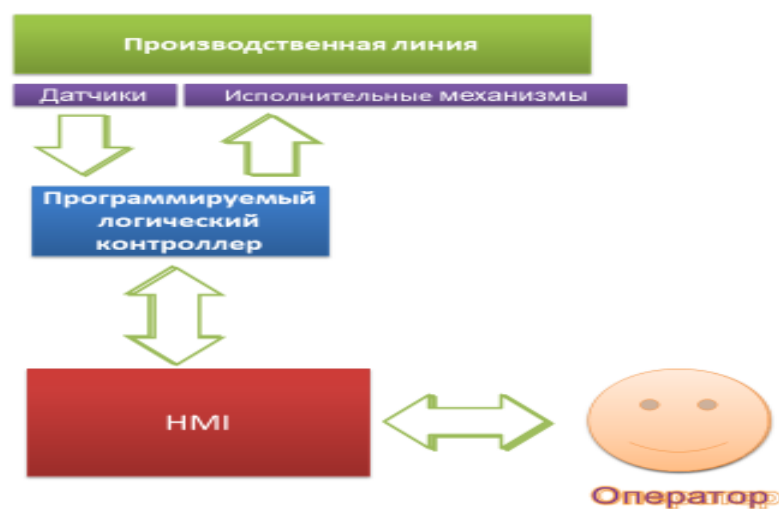 Производственная линия
Датчики
Исполнительные механизмы
Программируемый
логический
контроллер
HMI
Оператор